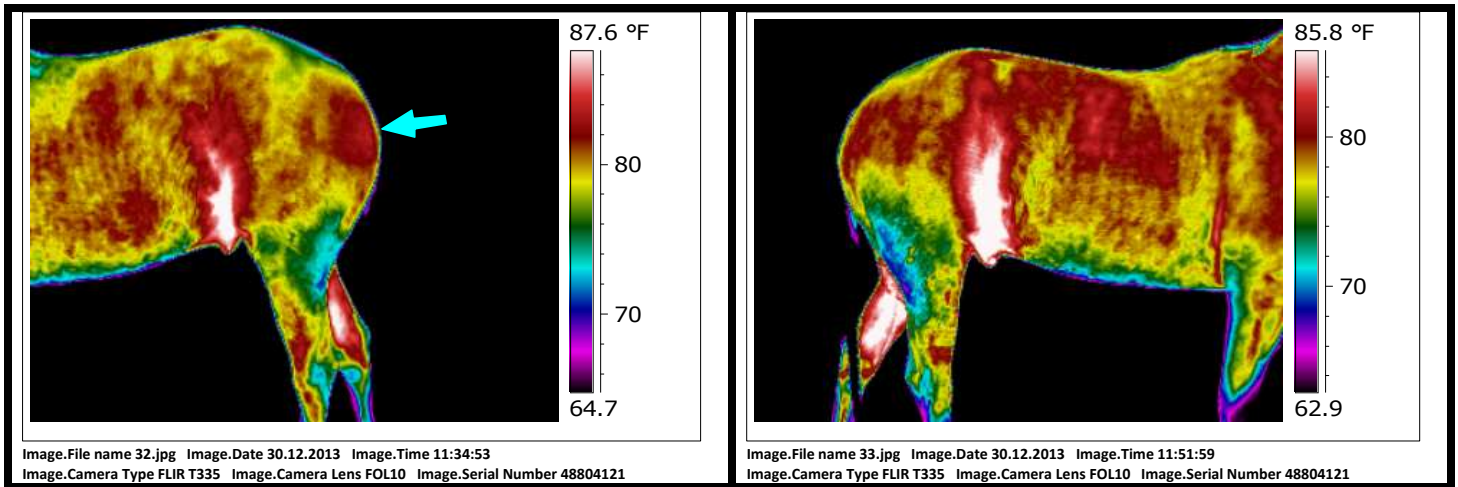 87.6 °F
80
70
64.7
Image.File name 32.jpg Image.Date 30.12.2013 Image.Time 11:34:53
Image.Camera Type FLIR T335 Image.Camera Lens FOL10 Image.Serial Number 48804121
85.8 °F
80
70
62.9
Image.File name 33.jpg Image.Date 30.12.2013 Image.Time 11:51:59
Image.Camera Type FLIR T335 Image.Camera Lens FOL10 Image.Serial Number 48804121